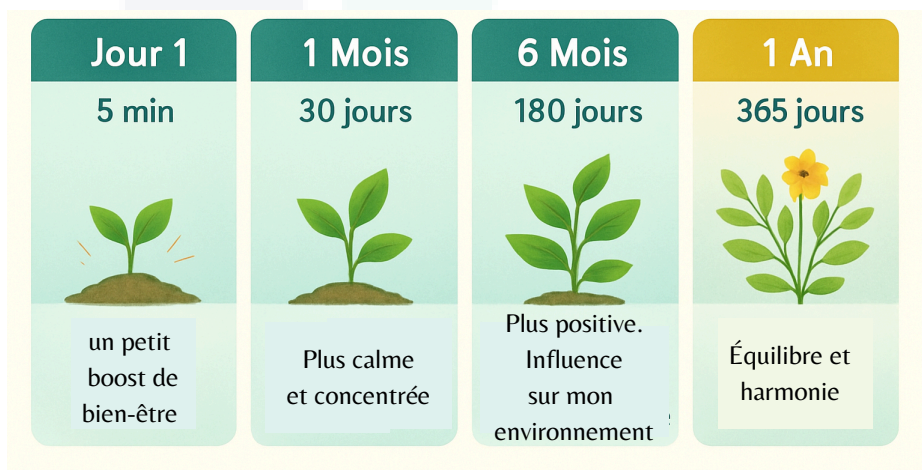 Jour 1
5 min
un petit
boost de
bien-être
1 Mois
30 jours
Plus calme
et concentrée
6 Mois
180 jours
Plus positive.
Influence
sur mon
environnement
1 An
365 jours
Équilibre et
harmonie